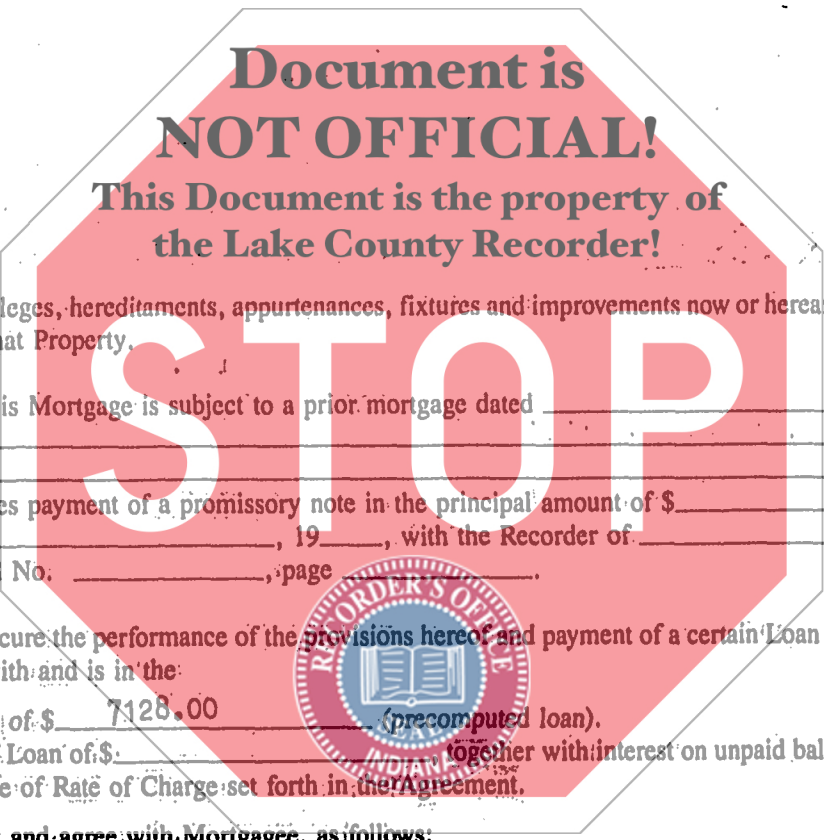 Document is
NOT OFFICIAL!
This Document is the property of
the Lake County Recorder!
leges, hereditaments, appurtenances, fixtures and improvements now or herea
hat Property.
STOP
is Mortgage is subject to a prior mortgage dated
es payment of a promissory note in the principal amount of $
, 19 , with the Recorder of
No. , page .
RECORDER'S OFFICE
cure the performance of the provisions hereof and payment of a certain Loan
ith and is in the
of $ 7128.00 (precomputed loan).
Loan of $ together with interest on unpaid bal
INDIANA
e of Rate of Charge set forth in the Agreement.
and agree with Mortgagee, as follows: